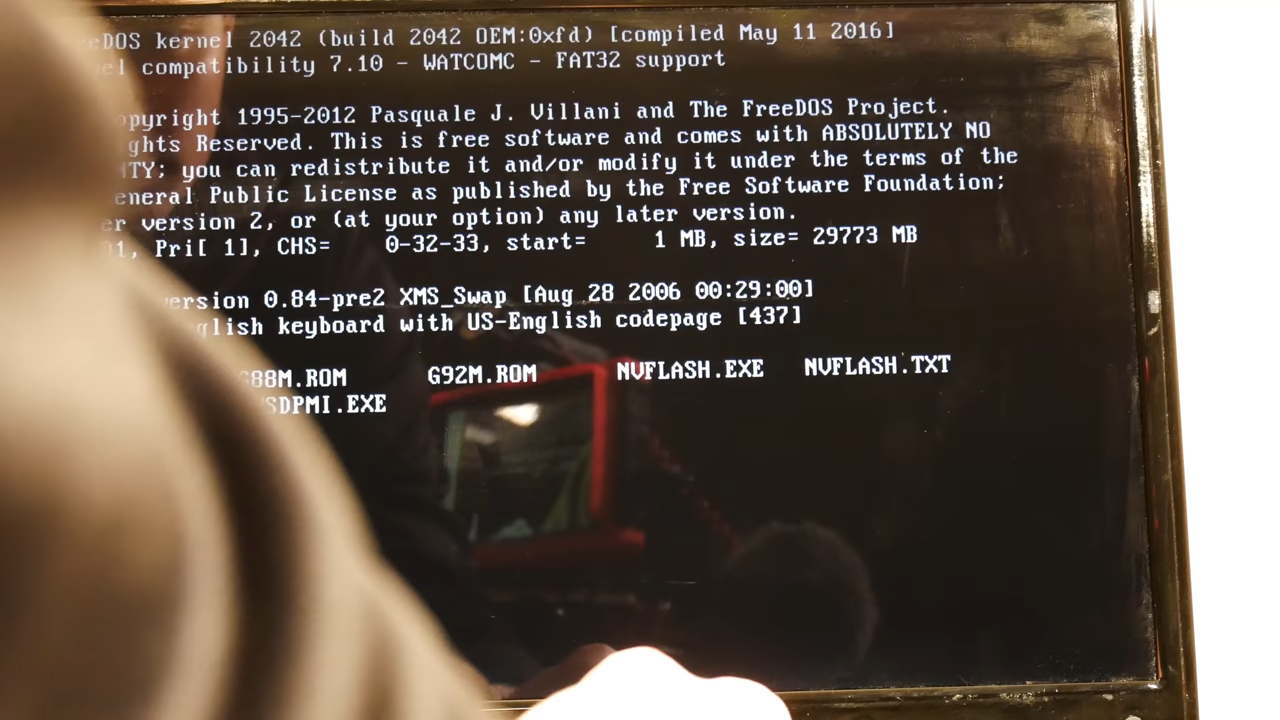 eDOS kernel 2042 (build 2042 OEM:0xfd) [compiled May 11 2016]
el compatibility 7.10 - WATCOMC - FAT32 support
opyright 1995-2012 Pasquale J. Villani and The FreeDOS Project.
ghts Reserved. This is free software and comes with ABSOLUTELY NO
TY; you can redistribute it and/or modify it under the terms of the
eneral Public License as published by the Free Software Foundation;
er version 2, or (at your option) any later version.
1, Pri[ 1], CHS=    0-32-33, start=     1 MB, size= 29773 MB
version 0.84-pre2 XMS_Swap [Aug 28 2006 00:29:00]
glish keyboard with US-English codepage [437]
G88M.ROM G92M.ROM NVFLASH.EXE NVFLASH.TXT
SDPMI.EXE